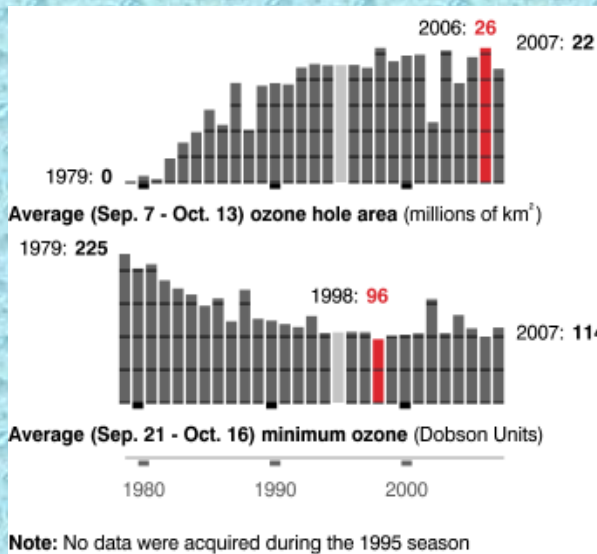 2006: 26
2007: 22
1979: 0
Average (Sep. 7 - Oct. 13) ozone hole area (millions of km²)
1979: 225
1998: 96
2007: 114
Average (Sep. 21 - Oct. 16) minimum ozone (Dobson Units)
1980 1990 2000
Note: No data were acquired during the 1995 season